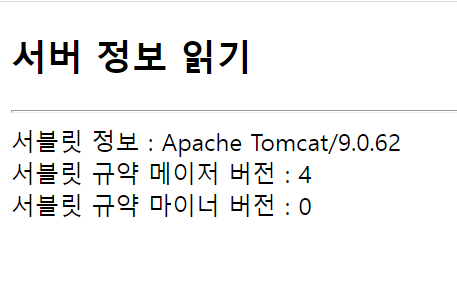 서버 정보 읽기
서블릿 정보 : Apache Tomcat/9.0.62
서블릿 규약 메이저 버전 : 4
서블릿 규약 마이너 버전 : 0